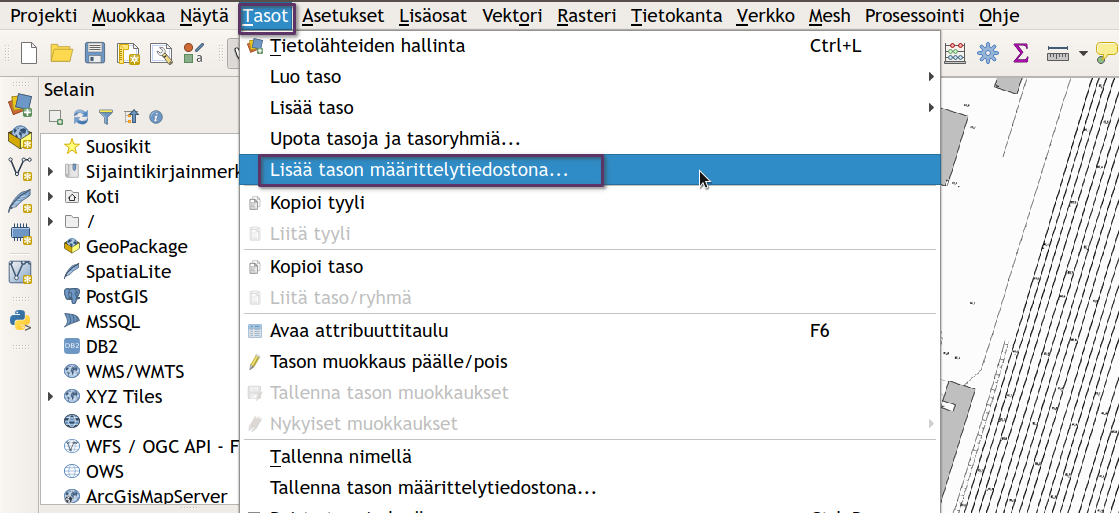 Projekti Muokkaa Näytä Tasot Asetukset Lisäosat Vektori Rasteri Tietokanta Verkko Mesh Prosessointi Ohje
Selain
Suosikit
Sijaintikirjainmerk
Koti
/
GeoPackage
SpatiaLite
PostGIS
MSSQL
DB2
WMS/WMTS
XYZ Tiles
WCS
WFS / OGC API - F
OWS
ArcGisMapServer
Tietolähteiden hallinta Ctrl+L
Luo taso
Lisää taso
Upota tasoja ja tasoryhmiä...
Lisää tason määrittelytiedostona...
Kopioi tyyli
Liitä tyyli
Kopioi taso
Liitä taso/ryhmä
Avaa attribuuttitaulu F6
Tason muokkaus päälle/pois
Tallenna tason muokkaukset
Nykyiset muokkaukset
Tallenna nimellä
Tallenna tason määrittelytiedostona...